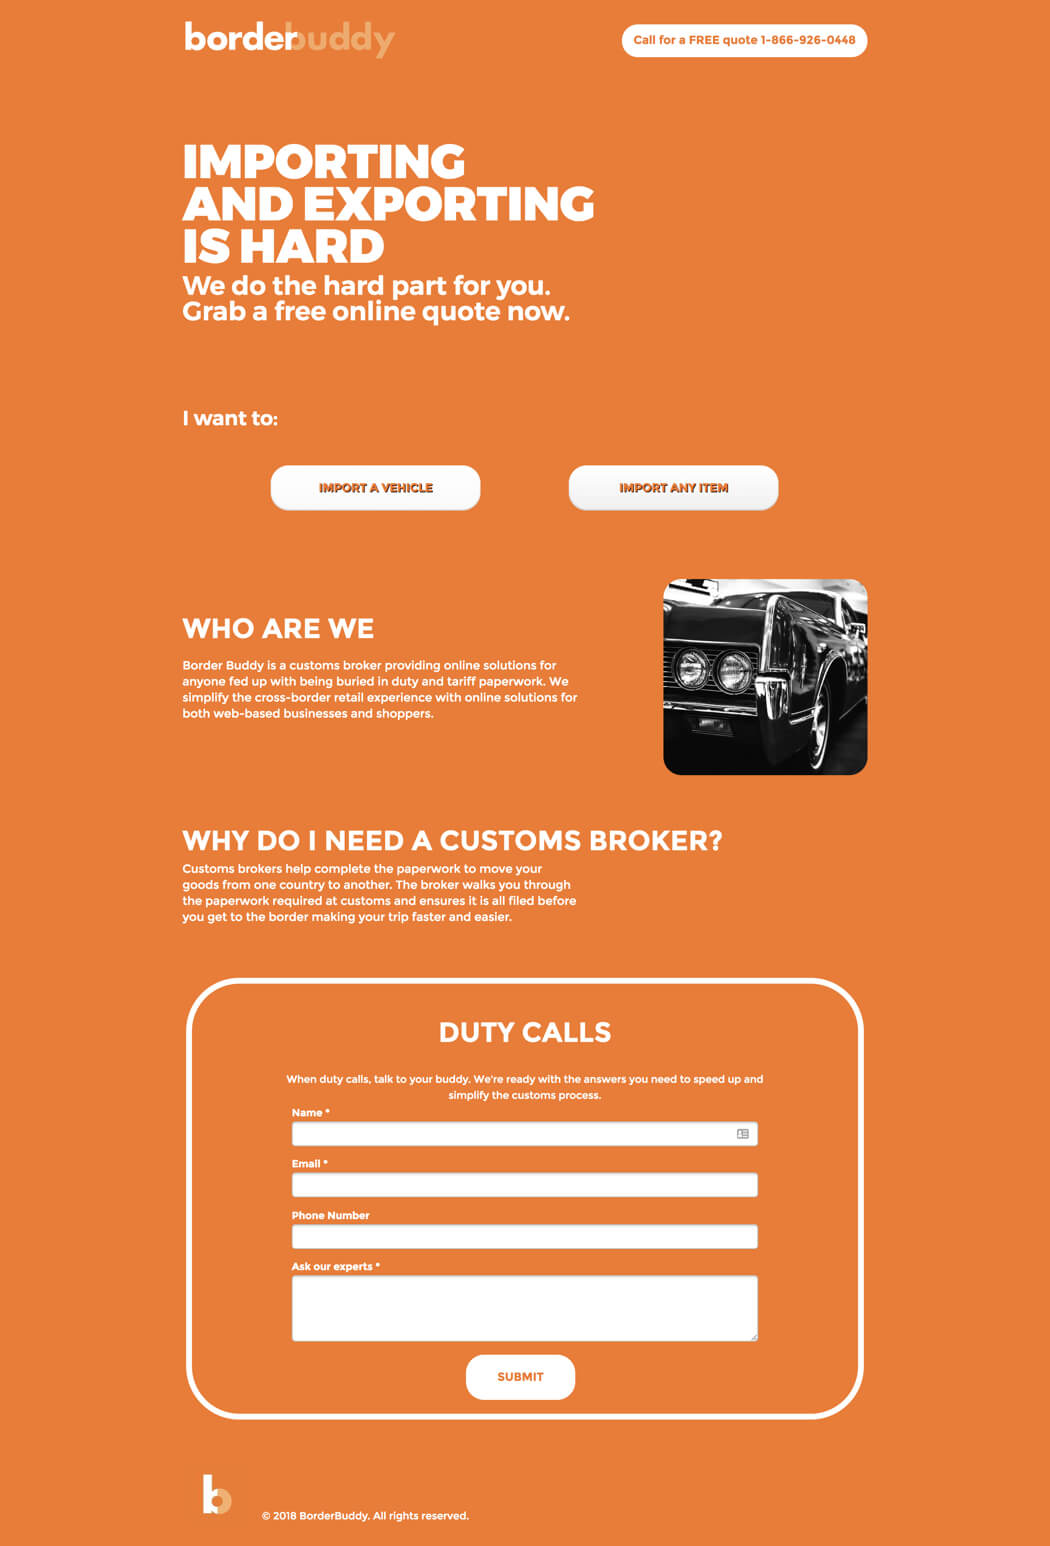 borderbuddy
Call for a FREE quote 1-866-926-0448
IMPORTING
AND EXPORTING
IS HARD
We do the hard part for you.
Grab a free online quote now.
I want to:
IMPORT A VEHICLE
IMPORT ANY ITEM
WHO ARE WE
Border Buddy is a customs broker providing online solutions for
anyone fed up with being buried in duty and tariff paperwork. We
simplify the cross-border retail experience with online solutions for
both web-based businesses and shoppers.
WHY DO I NEED A CUSTOMS BROKER?
Customs brokers help complete the paperwork to move your
goods from one country to another. The broker walks you through
the paperwork required at customs and ensures it is all filed before
you get to the border making your trip faster and easier.
DUTY CALLS
When duty calls, talk to your buddy. We're ready with the answers you need to speed up and
simplify the customs process.
Name *
Email *
Phone Number
Ask our experts *
SUBMIT
b
© 2018 BorderBuddy. All rights reserved.